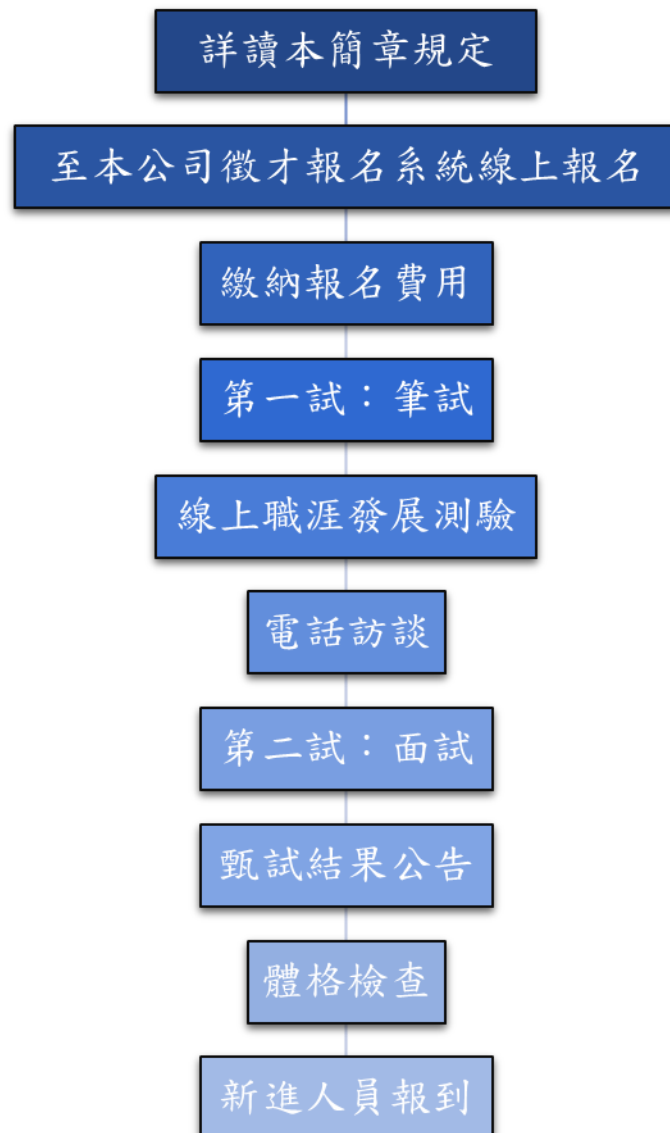 詳讀本簡章規定
至本公司徵才報名系統線上報名
繳納報名費用
第一試：筆試
線上職涯發展測驗
電話訪談
第二試：面試
甄試結果公告
體格檢查
新進人員報到